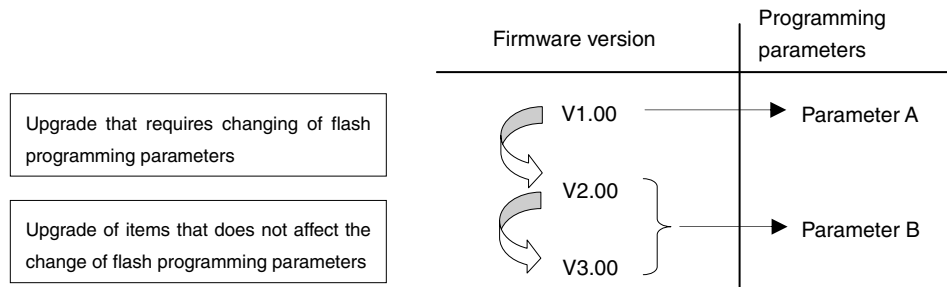 Firmware version
Programming
parameters
Upgrade that requires changing of flash
programming parameters
V1.00
Parameter A
V2.00
Upgrade of items that does not affect the
change of flash programming parameters
Parameter B
V3.00